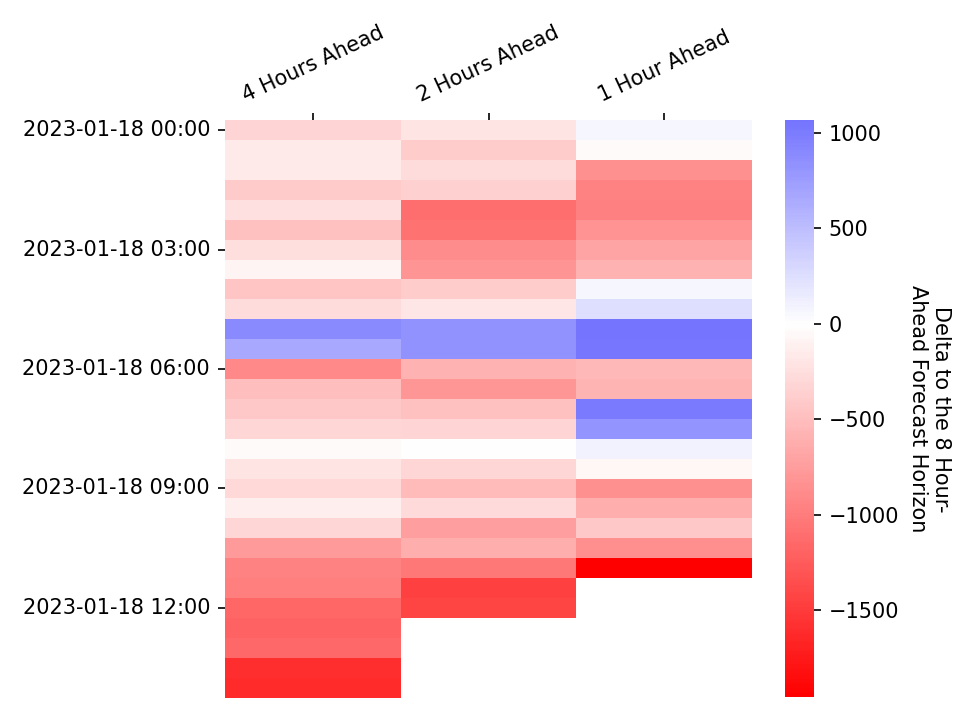 4 Hours Ahead
2 Hours Ahead
1 Hour Ahead
2023-01-18 00:00
2023-01-18 03:00
2023-01-18 06:00
2023-01-18 09:00
2023-01-18 12:00
1000
500
0
−500
−1000
−1500
Delta to the 8 Hour-
Ahead Forecast Horizon